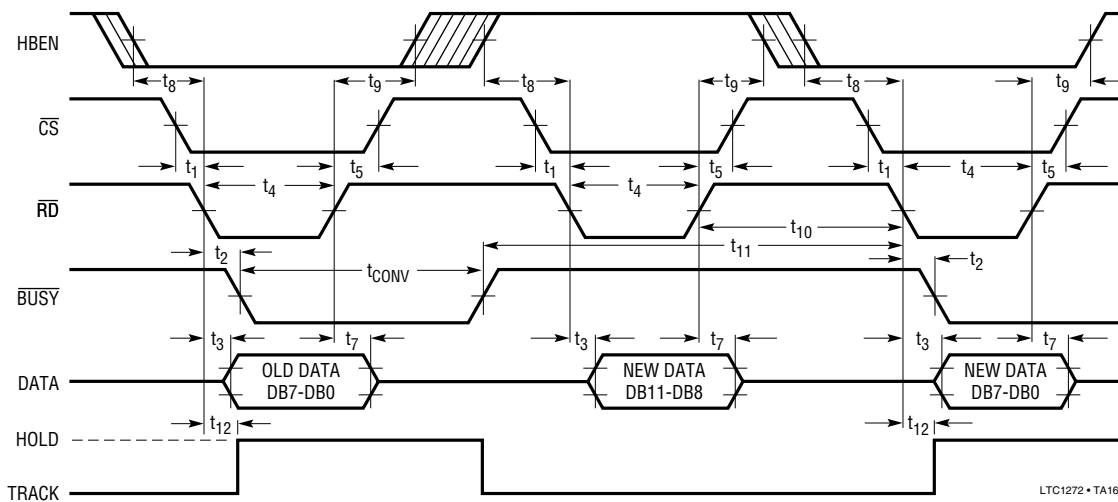 HBEN
t8 t9 t8 t9 t8 t9
CS
t1 t5 t1 t5 t1 t5
t4 t4 t4
RD
t10
t11
t2 tCONV t2
BUSY
t3 t7 t3 t7 t3 t7
DATA
OLD DATA
DB7-DB0
NEW DATA
DB11-DB8
NEW DATA
DB7-DB0
t12 t12
HOLD
TRACK
LTC1272 • TA16